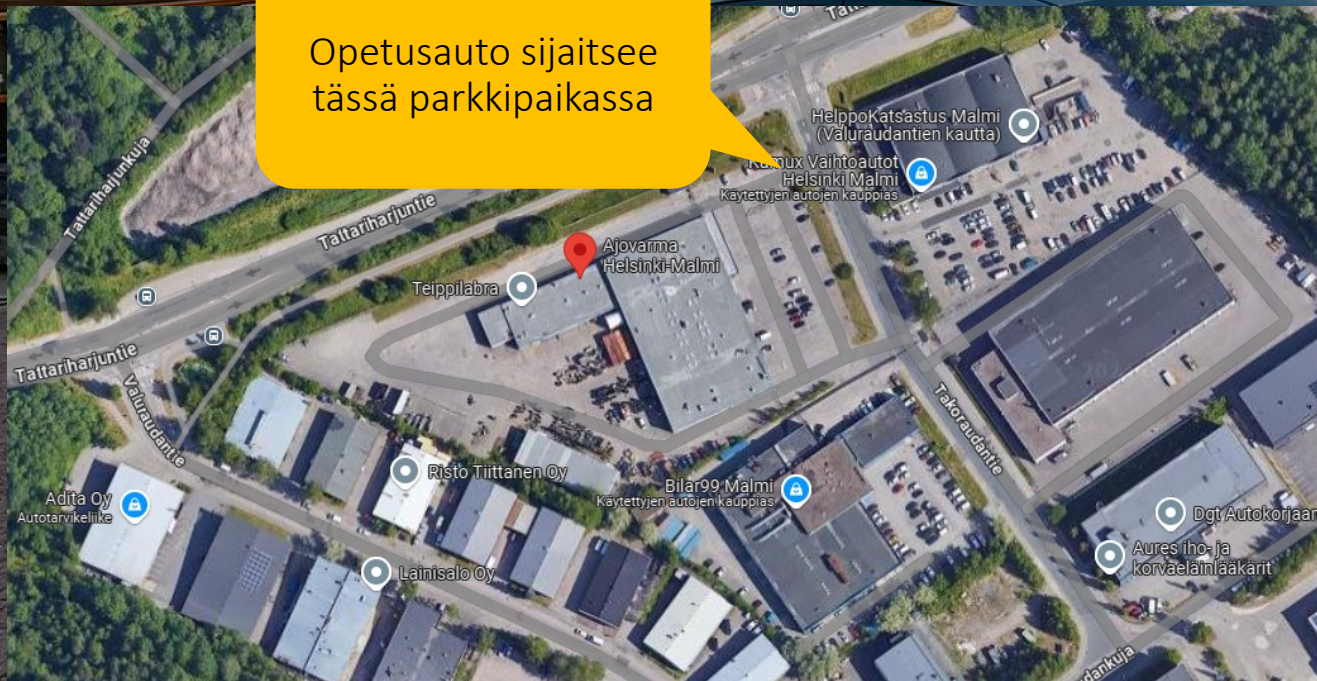 Opetusauto sijaitsee
tässä parkkipaikassa
Tattariharjunkuja
Tattariharjuntie
HelppoKatsastus Malmi
(Valuraudantien kautta)
Kamux Vaihtoautot
Helsinki Malmi
Käytettyjen autojen kauppias
Ajovarma
Helsinki-Malmi
Teippilabra
Tattariharjuntie
Valuraudantie
Takoraudantie
Risto Tiittanen Oy
Bilar99 Malmi
Käytettyjen autojen kauppias
Adita Oy
Autotarvikeliike
Dgt Autokorjaam
Aures iho- ja
korvaeläinlääkärit
Lainisalo Oy